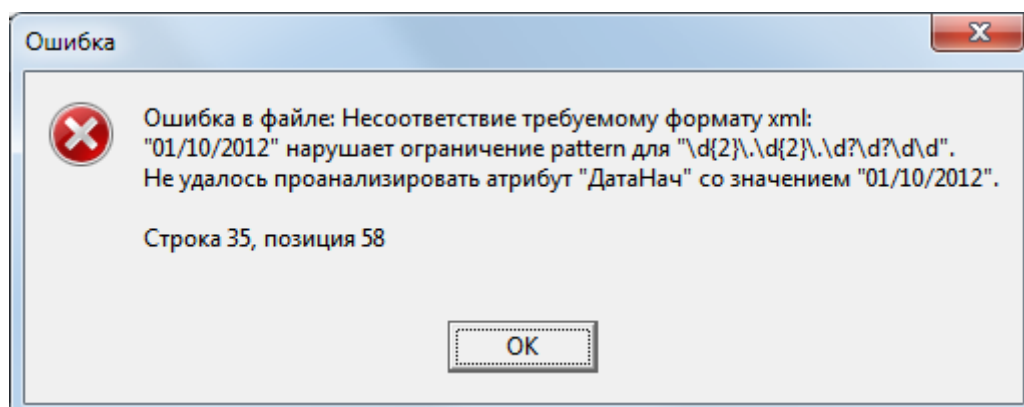 Ошибка
Ошибка в файле: Несоответствие требуемому формату xml:
"01/10/2012" нарушает ограничение pattern для "\d{2}\.\d{2}\.\d?\d?\d\d".
Не удалось проанализировать атрибут "ДатаНач" со значением "01/10/2012".
Строка 35, позиция 58
OK